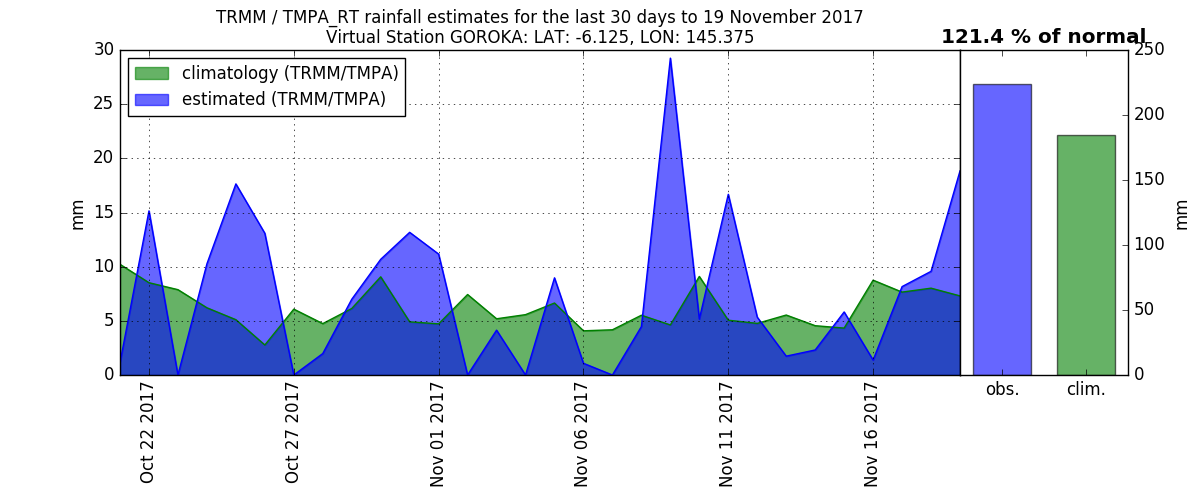 TRMM / TMPA_RT rainfall estimates for the last 30 days to 19 November 2017
Virtual Station GOROKA: LAT: -6.125, LON: 145.375
121.4 % of normal
climatology (TRMM/TMPA)
estimated (TRMM/TMPA)
mm
30
25
20
15
10
5
0
Oct 22 2017
Oct 27 2017
Nov 01 2017
Nov 06 2017
Nov 11 2017
Nov 16 2017
obs.
clim.
250
200
150
100
50
0
mm